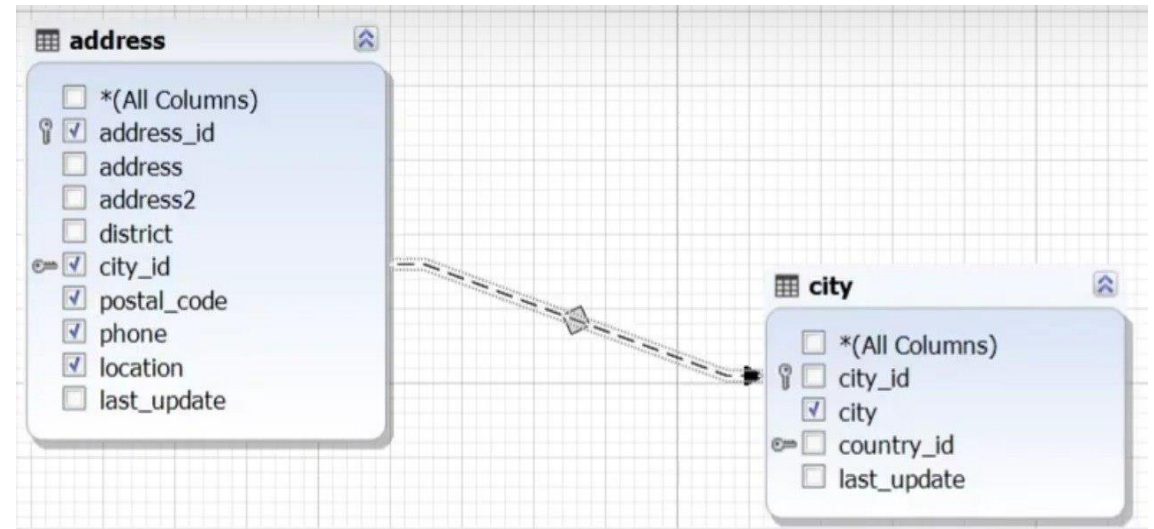 address
*(All Columns)
address_id
address
address2
district
city_id
postal_code
phone
location
last_update
city
*(All Columns)
city_id
city
country_id
last_update